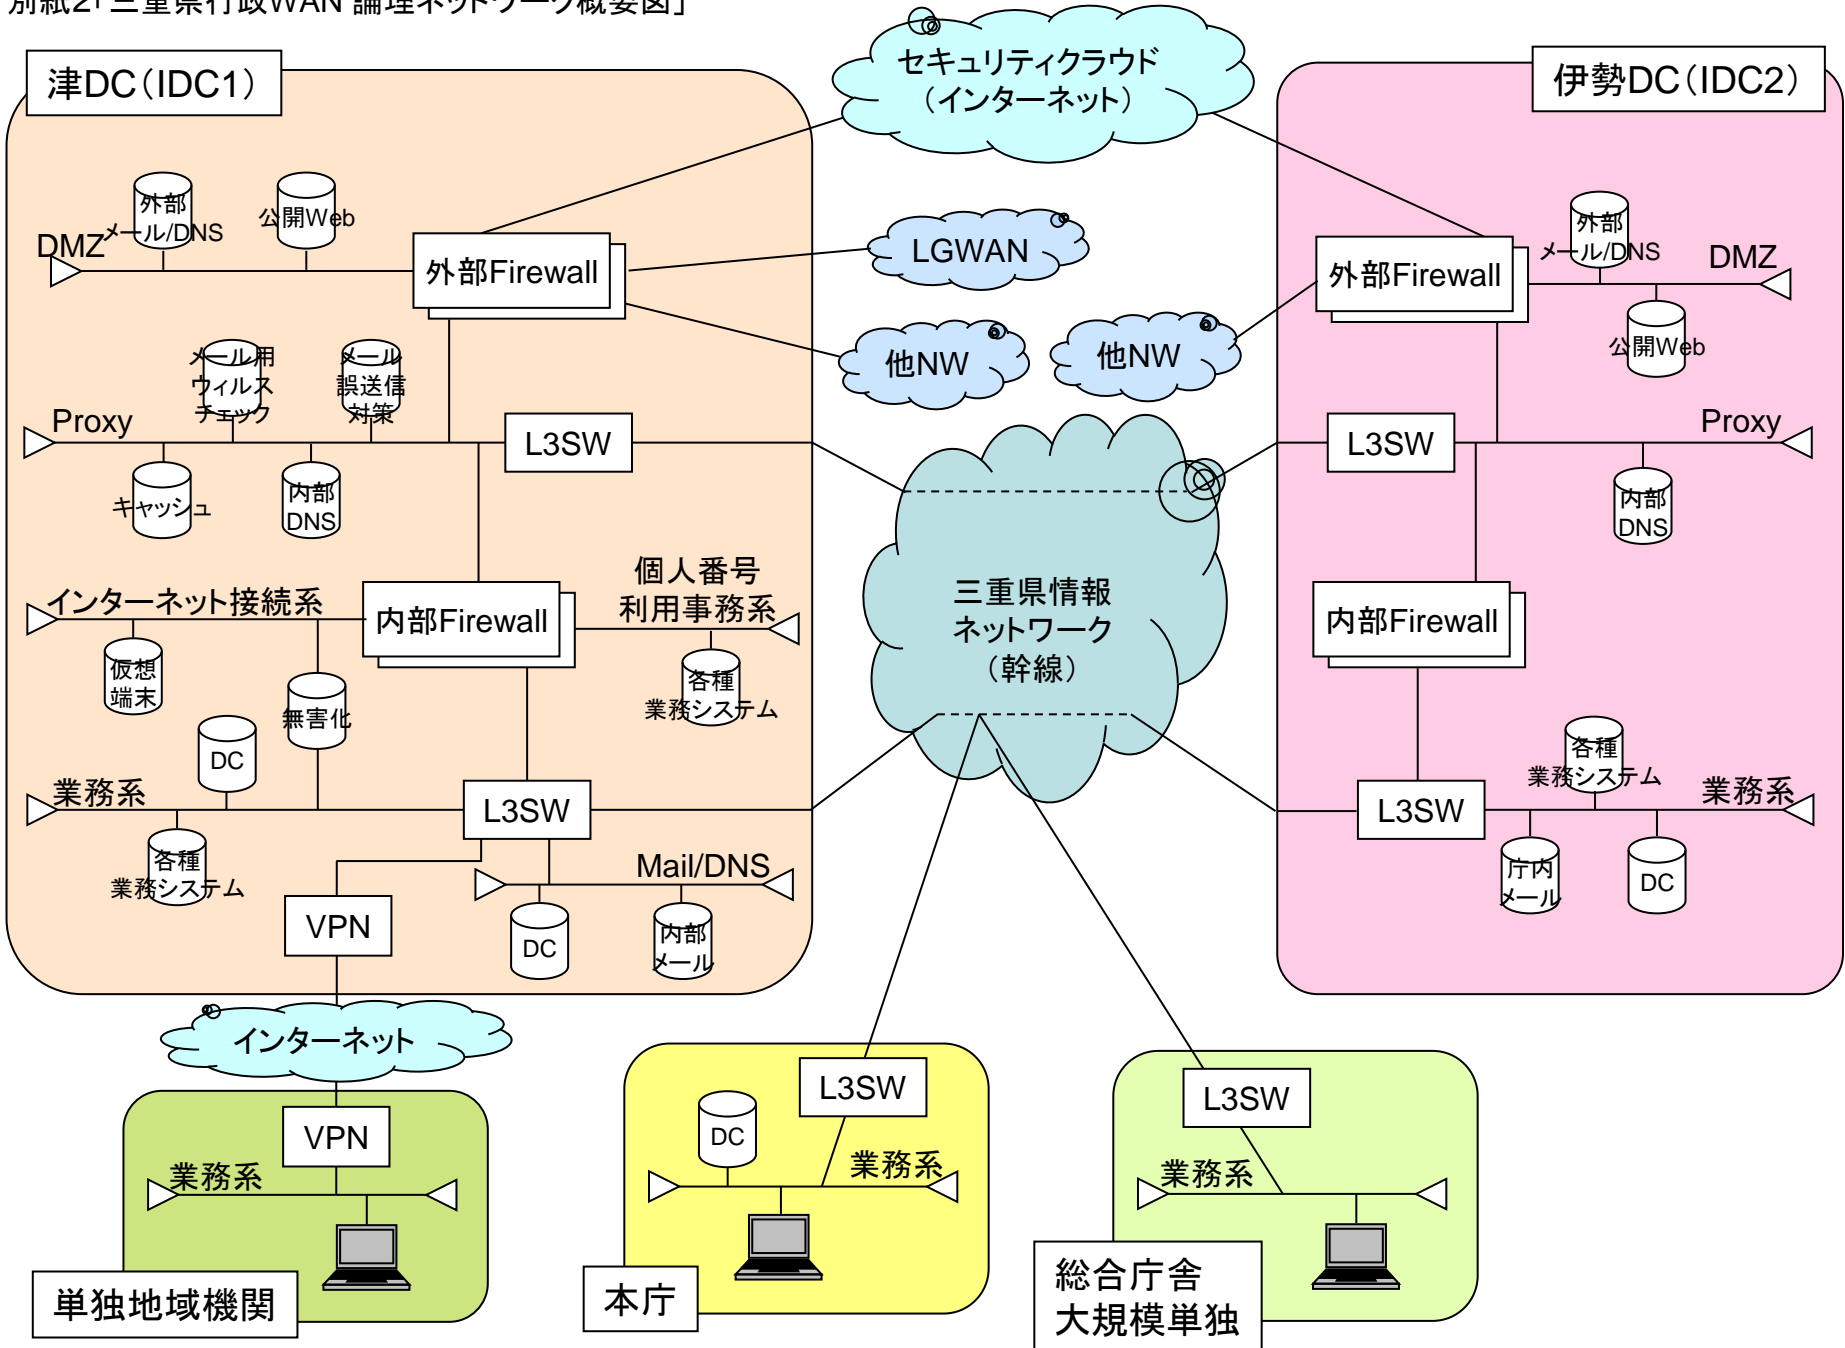 別紙2「三重県行政WAN 論理ネットワーク概要図」
津DC（IDC1）
セキュリティクラウド
（インターネット）
伊勢DC（IDC2）
外部
メール/DNS
公開Web
DMZ
外部Firewall
LGWAN
他NW
他NW
外部Firewall
外部
メール/DNS
DMZ
公開Web
メール用
ウィルス
チェック
メール
誤送信
対策
Proxy
L3SW
キャッシュ
内部
DNS
L3SW
Proxy
内部
DNS
インターネット接続系
内部Firewall
個人番号
利用事務系
仮想
端末
無害化
各種
業務システム
三重県情報
ネットワーク
（幹線）
内部Firewall
DC
業務系
L3SW
各種
業務システム
Mail/DNS
VPN
DC
内部
メール
各種
業務システム
L3SW
業務系
庁内
メール
DC
インターネット
VPN
業務系
単独地域機関
L3SW
DC
業務系
本庁
L3SW
業務系
総合庁舎
大規模単独